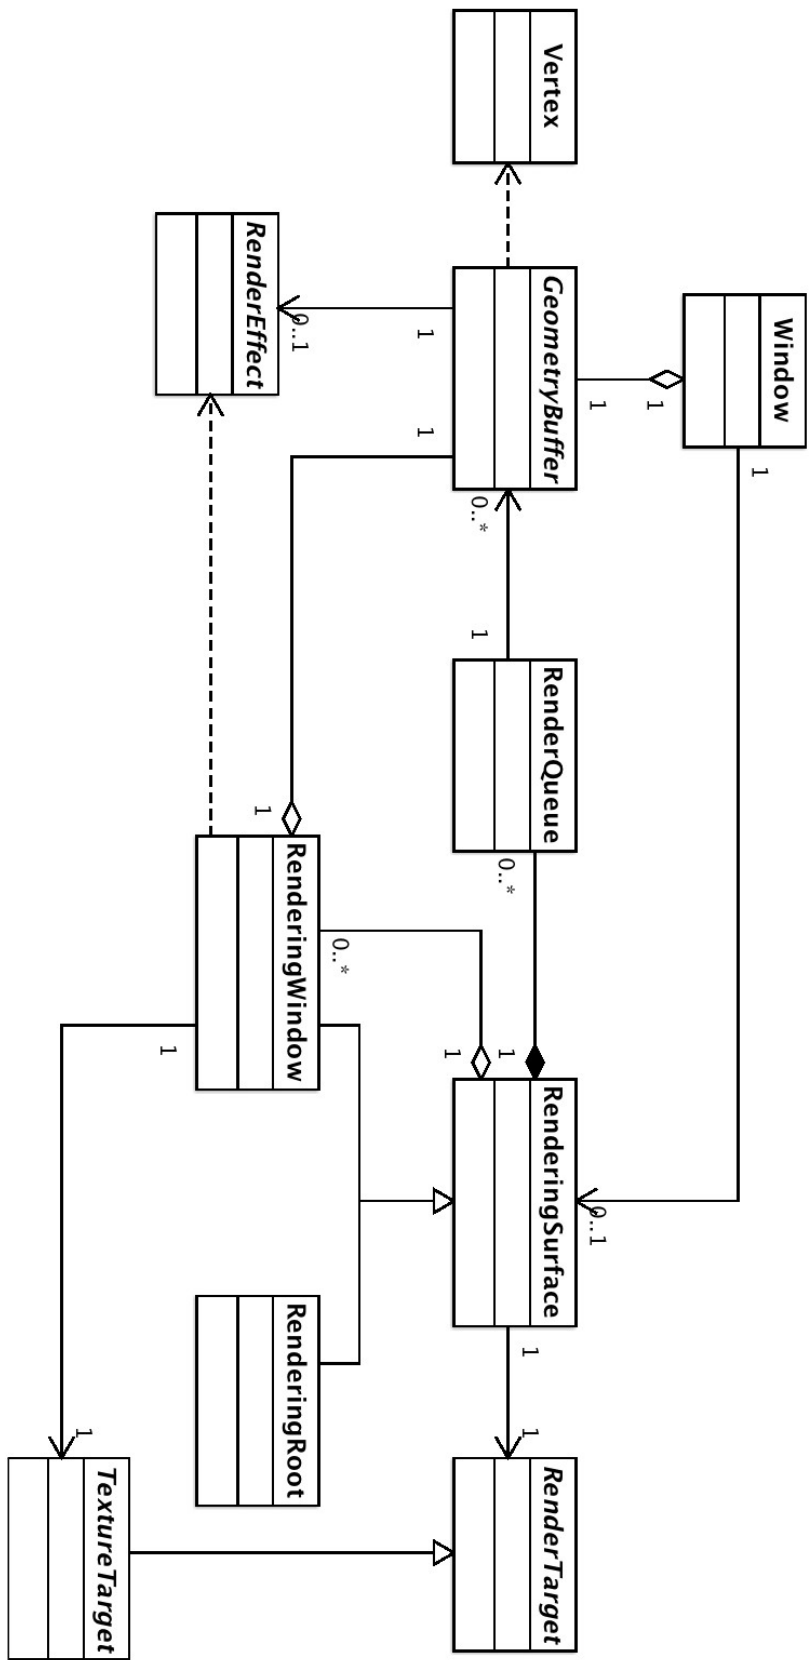 Window
1
1
1
0..1
Vertex
GeometryBuffer
RenderQueue
RenderingSurface
RenderTarget
1
1
0..*
1
0..*
1
1
1
1
0..*
0..1
RenderingWindow
RenderingRoot
1
RenderEffect
1
TextureTarget
1